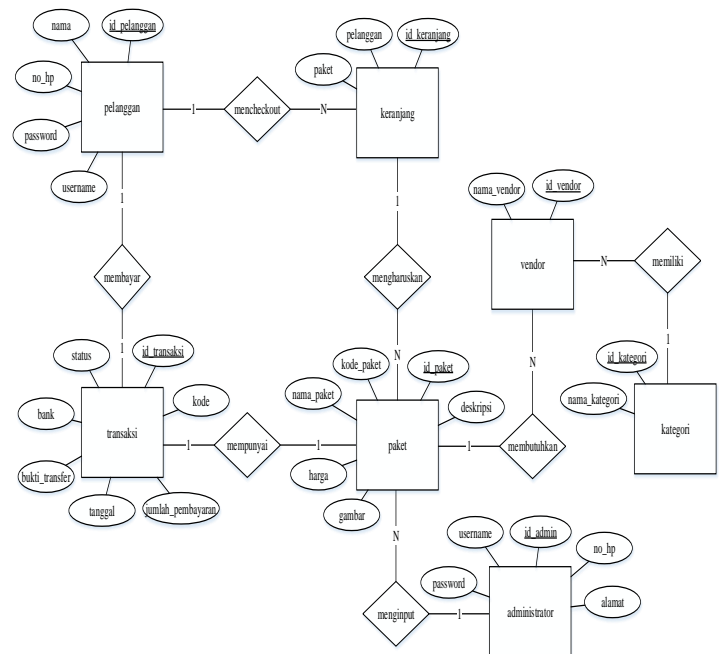 nama
id_pelanggan
no_hp
pelanggan
password
username
1
mencheckout
N
pelanggan
id_keranjang
paket
keranjang
1
membayar
1
1
mengharuskan
N
nama_vendor
id_vendor
vendor
N
memiliki
1
N
id_kategori
nama_kategori
kategori
status
id_transaksi
kode
bank
transaksi
bukti_transfer
tanggal
jumlah_pembayaran
1
mempunyai
1
kode_paket
id_paket
nama_paket
deskripsi
paket
harga
gambar
1
membutuhkan
N
menginput
1
username
id_admin
no_hp
password
administrator
alamat